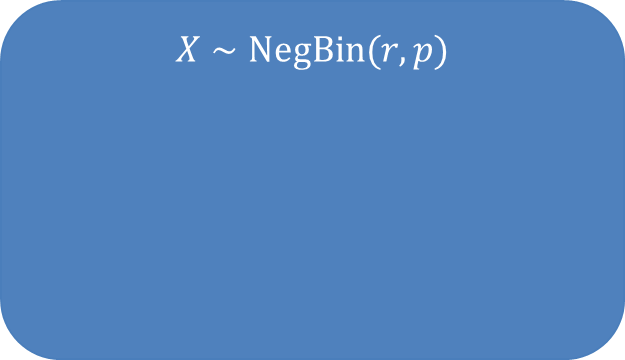 X ~ NegBin(r, p)